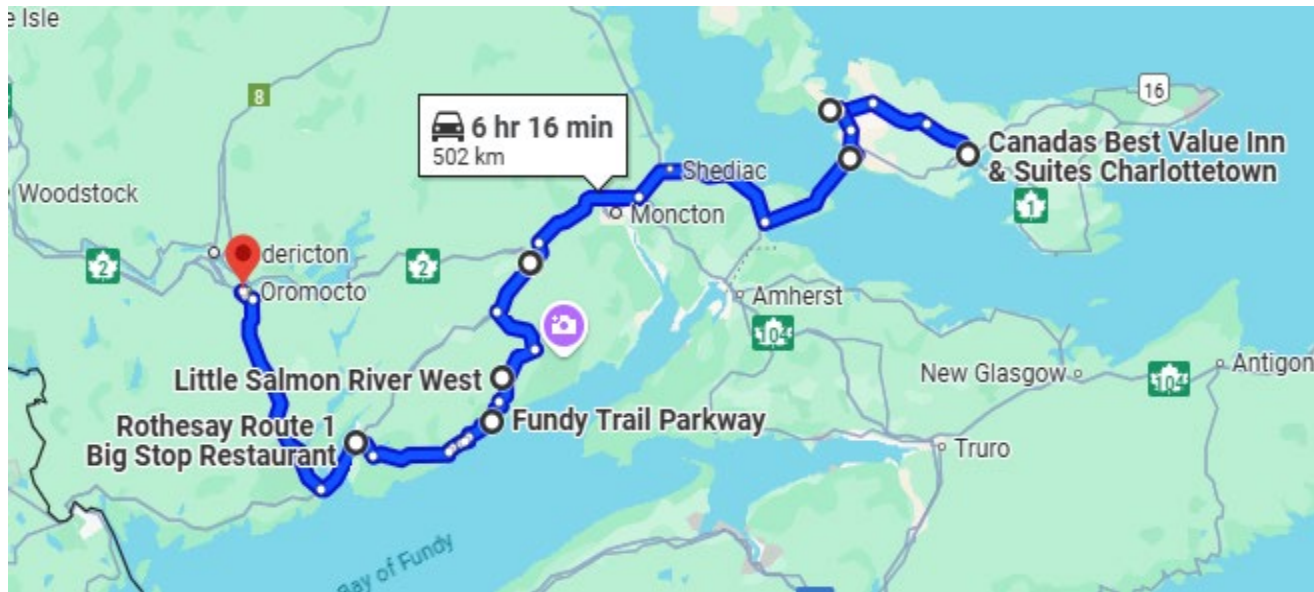 e Isle
8
16
6 hr 16 min
502 km
Canadas Best Value Inn
& Suites Charlottetown
Shediac
Woodstock
Moncton
1
dericton
2
2
Oromocto
Amherst
104
Little Salmon River West
New Glasgow
104
Antigon
Rothesay Route 1
Big Stop Restaurant
Fundy Trail Parkway
Truro
Bay of Fundy